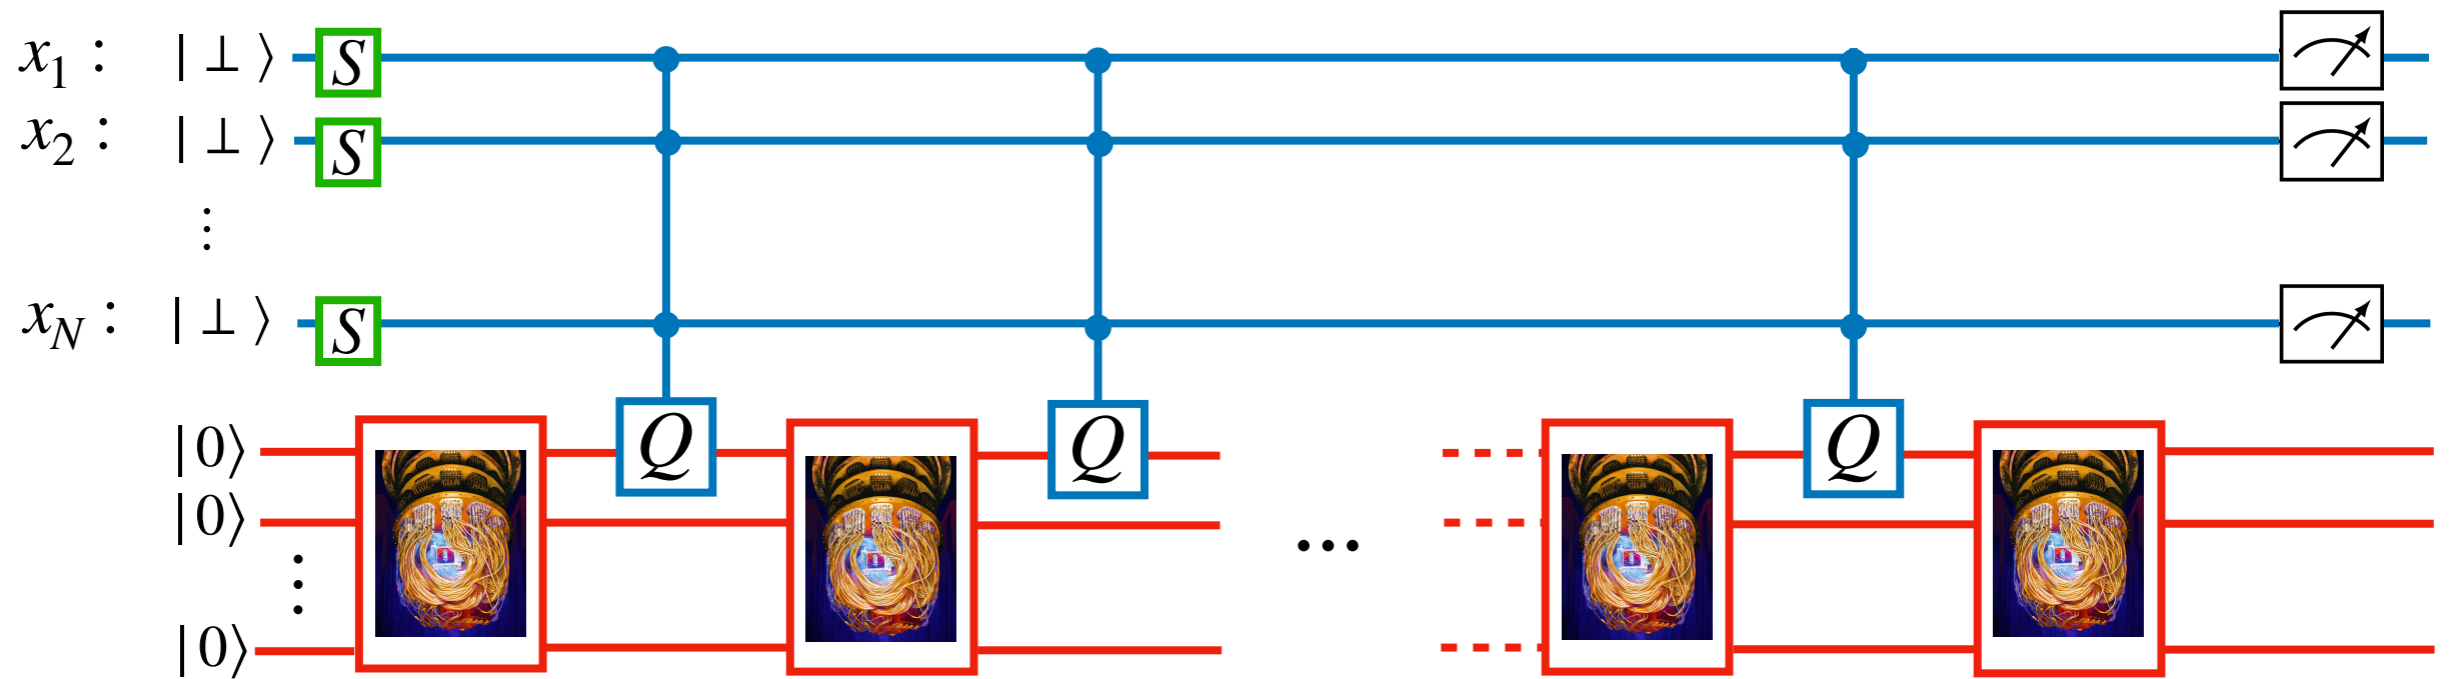 x₁ : |⊥⟩ S
x₂ : |⊥⟩ S
⋮
x_N : |⊥⟩ S
|0⟩ Q Q Q
|0⟩
⋮ ...
|0⟩